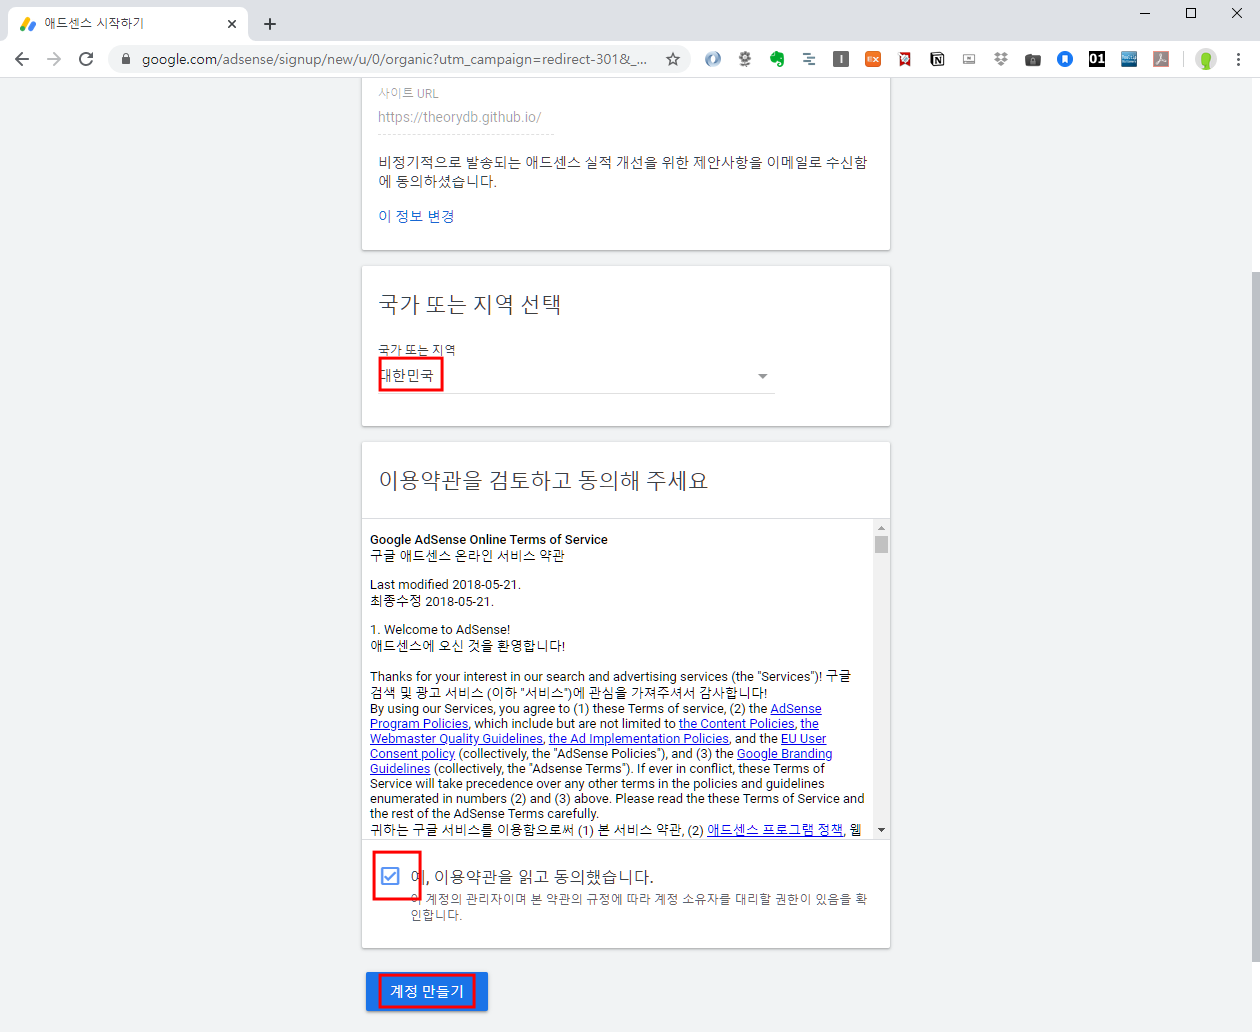 애드센스 시작하기
google.com/adsense/signup/new/u/0/organic?utm_campaign=redirect-301&_...
사이트 URL
https://theorydb.github.io/
비정기적으로 발송되는 애드센스 실적 개선을 위한 제안사항을 이메일로 수신함
에 동의하셨습니다.
이 정보 변경
국가 또는 지역 선택
국가 또는 지역
대한민국
이용약관을 검토하고 동의해 주세요
Google AdSense Online Terms of Service
구글 애드센스 온라인 서비스 약관
Last modified 2018-05-21.
최종수정 2018-05-21.
1. Welcome to AdSense!
애드센스에 오신 것을 환영합니다!
Thanks for your interest in our search and advertising services (the "Services")! 구글
검색 및 광고 서비스 (이하 "서비스")에 관심을 가져주셔서 감사합니다!
By using our Services, you agree to (1) these Terms of service, (2) the AdSense
Program Policies, which include but are not limited to the Content Policies, the
Webmaster Quality Guidelines, the Ad Implementation Policies, and the EU User
Consent policy (collectively, the "AdSense Policies"), and (3) the Google Branding
Guidelines (collectively, the "Adsense Terms"). If ever in conflict, these Terms of
Service will take precedence over any other terms in the policies and guidelines
enumerated in numbers (2) and (3) above. Please read the these Terms of Service and
the rest of the AdSense Terms carefully.
귀하는 구글 서비스를 이용함으로써 (1) 본 서비스 약관, (2) 애드센스 프로그램 정책, 웹
예, 이용약관을 읽고 동의했습니다.
이 계정의 관리자이며 본 약관의 규정에 따라 계정 소유자를 대리할 권한이 있음을 확
인합니다.
계정 만들기